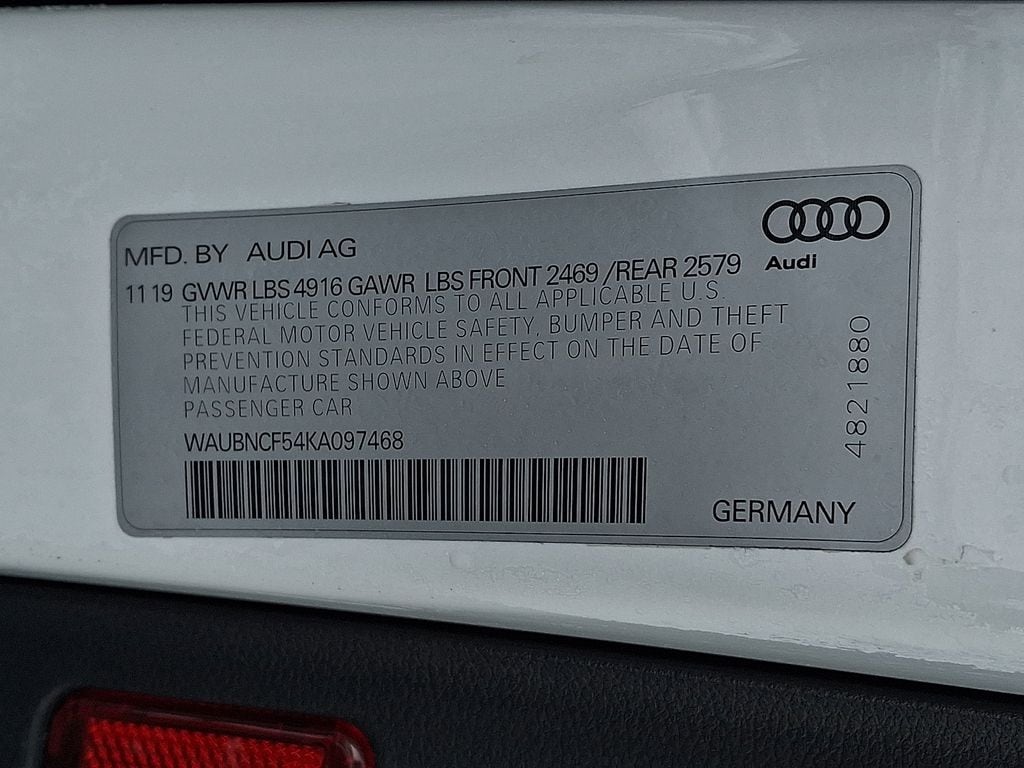 MFD. BY AUDI AG
Audi
11 19 GVWR LBS 4916 GAWR LBS FRONT 2469 /REAR 2579
THIS VEHICLE CONFORMS TO ALL APPLICABLE U.S.
FEDERAL MOTOR VEHICLE SAFETY, BUMPER AND THEFT
PREVENTION STANDARDS IN EFFECT ON THE DATE OF
MANUFACTURE SHOWN ABOVE
PASSENGER CAR
WAUBNCF54KA097468
4821880
GERMANY